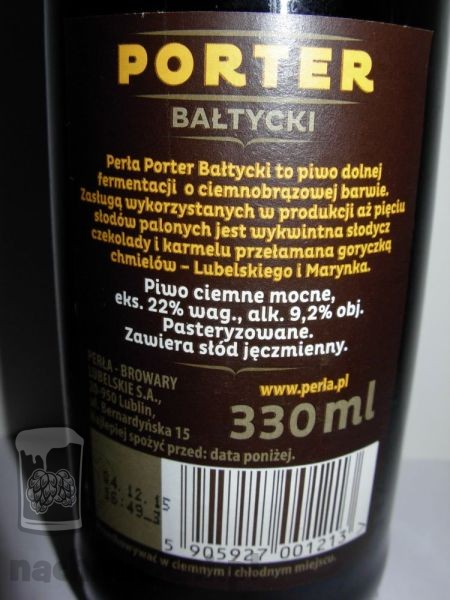 PORTER
BAŁTYCKI
Perła Porter Bałtycki to piwo dolnej
fermentacji o ciemnobrązowej barwie.
Zasługą wykorzystanych w produkcji aż pięciu
słodów palonych jest wykwintna słodycz
czekolady i karmelu przełamana goryczką
chmielów – Lubelskiego i Marynka.
Piwo ciemne mocne,
eks. 22% wag., alk. 9,2% obj.
Pasteryzowane.
Zawiera słód jęczmienny.
PERŁA - BROWARY
LUBELSKIE S.A.,
20-950 Lublin,
ul. Bernardyńska 15
www.perla.pl
330 ml
Najlepiej spożyć przed: data poniżej.
04.12.15
5 905927 001213 >
w ciemnym i chłodnym miejscu.